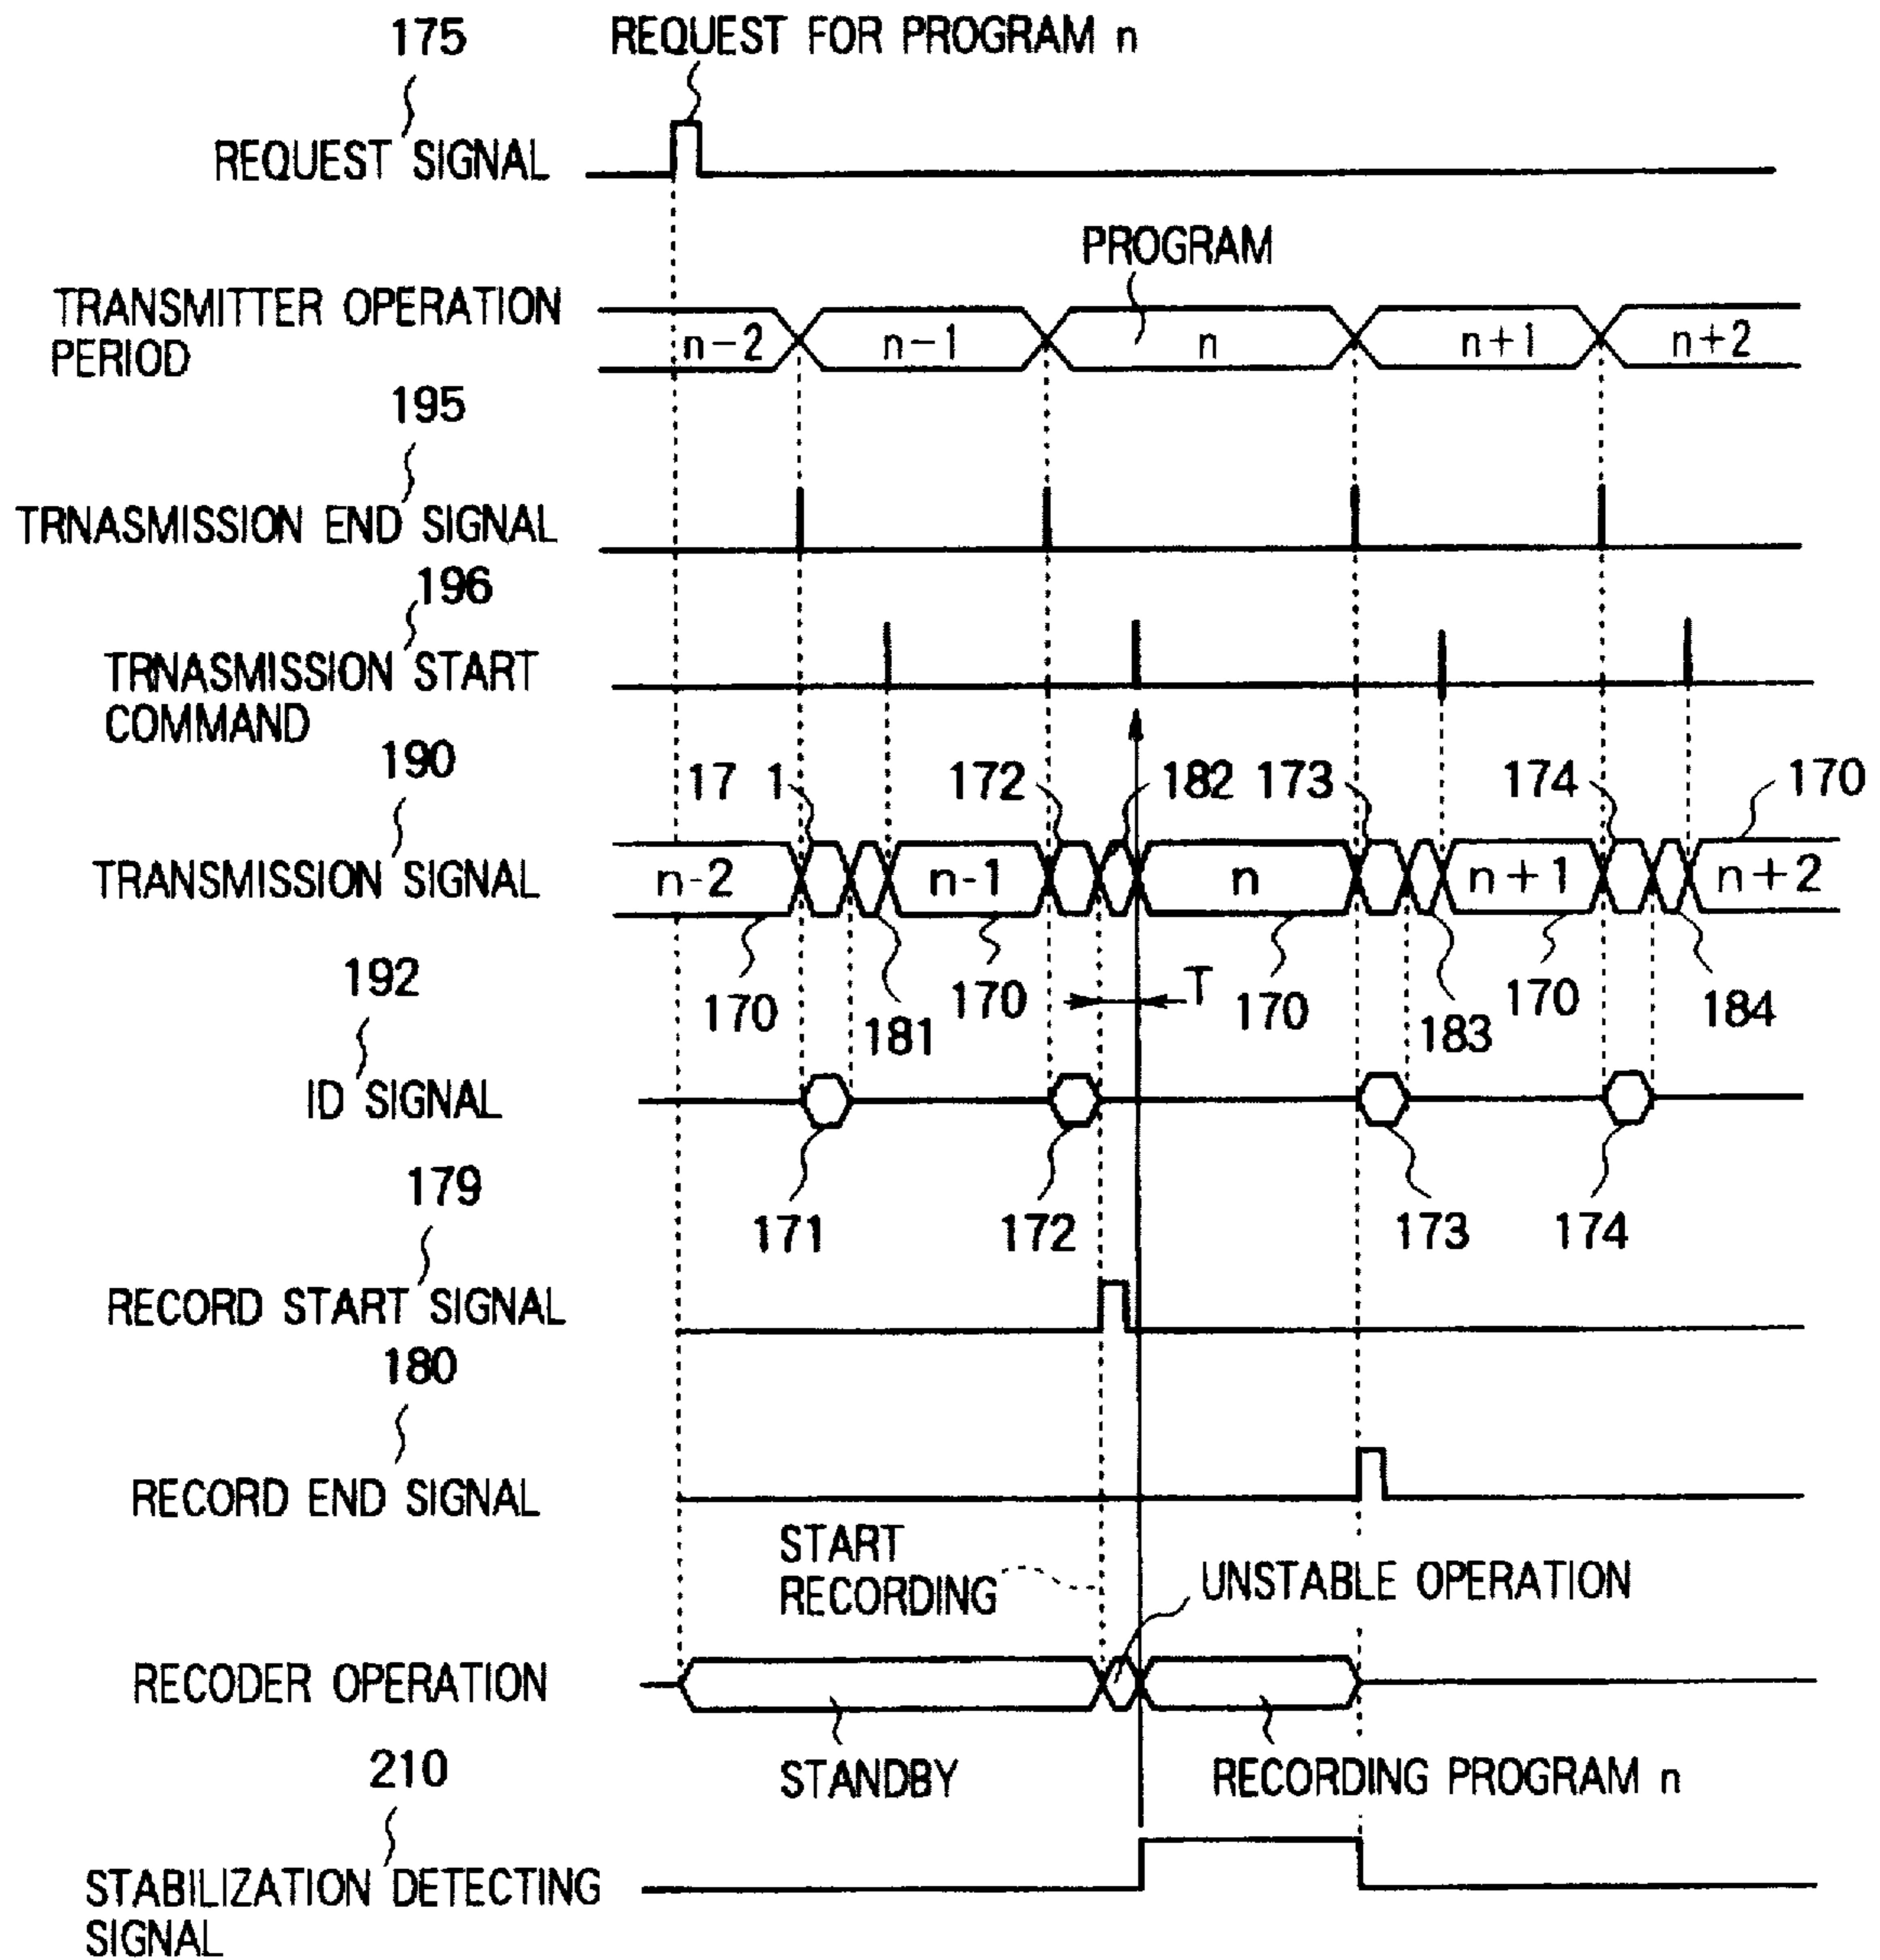 175
REQUEST FOR PROGRAM n
REQUEST SIGNAL
PROGRAM
TRANSMITTER OPERATION
PERIOD
n-2
n-1
n
n+1
n+2
195
TRNASMISSION END SIGNAL
196
TRNASMISSION START
COMMAND
190
17 1
172
182
173
174
170
TRANSMISSION SIGNAL
n-2
n-1
n
n+1
n+2
192
170
181
170
T
170
183
170
184
ID SIGNAL
179
171
172
173
174
RECORD START SIGNAL
180
RECORD END SIGNAL
START
RECORDING
UNSTABLE OPERATION
RECODER OPERATION
210
STANDBY
RECORDING PROGRAM n
STABILIZATION DETECTING
SIGNAL